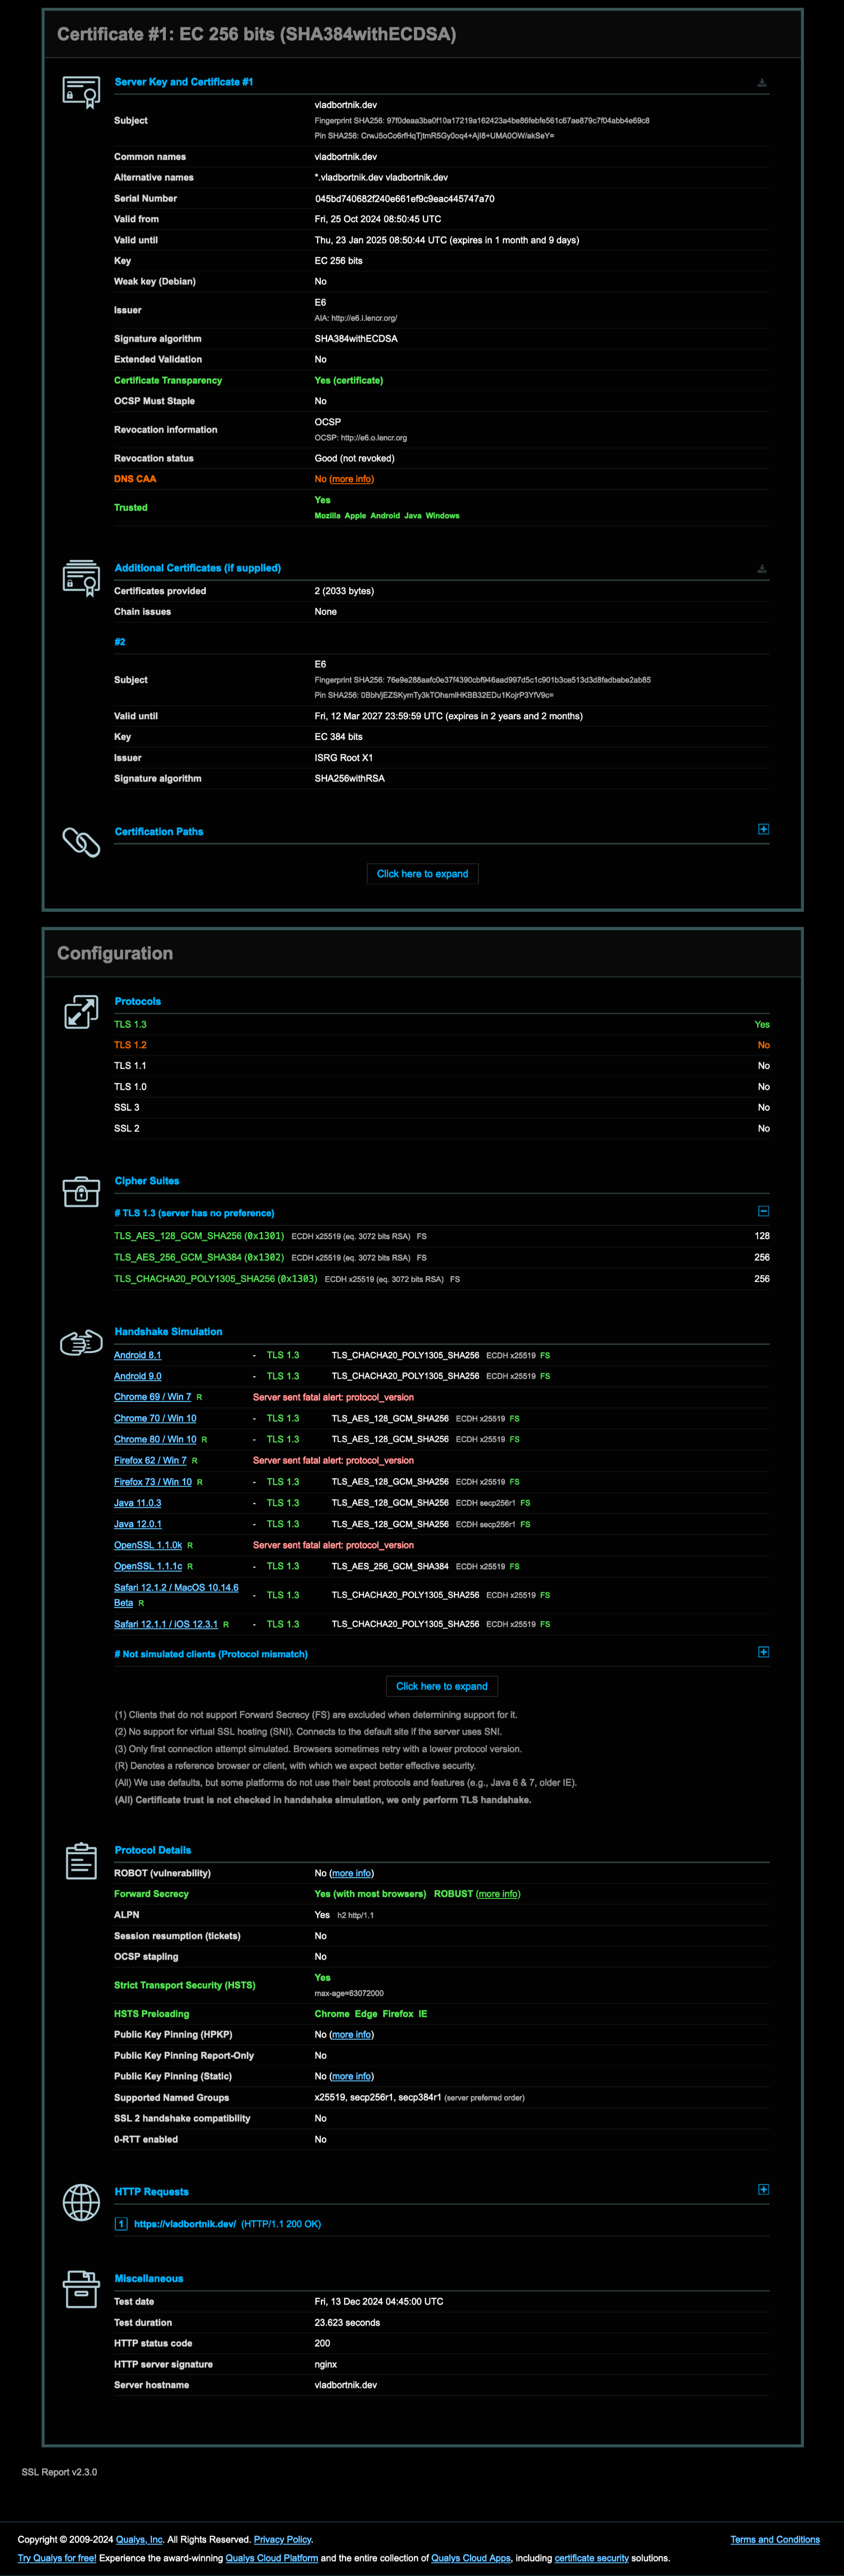 Certificate #1: EC 256 bits (SHA384withECDSA)
Server Key and Certificate #1
Subject
vladbortnik.dev
Fingerprint SHA256: 97f0deaa3ba0f10a17219a162423a4be86febfe561c67ae879c7f04abb4e69c8
Pin SHA256: CrwJ5oCo6rfHqTjtmR5Gy0oq4+AjI8+UMA0OW/akSeY=
Common names vladbortnik.dev
Alternative names *.vladbortnik.dev vladbortnik.dev
Serial Number 045bd740682f240e661ef9c9eac445747a70
Valid from Fri, 25 Oct 2024 08:50:45 UTC
Valid until Thu, 23 Jan 2025 08:50:44 UTC (expires in 1 month and 9 days)
Key EC 256 bits
Weak key (Debian) No
Issuer
E6
AIA: http://e6.i.lencr.org/
Signature algorithm SHA384withECDSA
Extended Validation No
Certificate Transparency Yes (certificate)
OCSP Must Staple No
Revocation information
OCSP
OCSP: http://e6.o.lencr.org
Revocation status Good (not revoked)
DNS CAA No (more info)
Trusted
Yes
Mozilla Apple Android Java Windows
Additional Certificates (if supplied)
Certificates provided 2 (2033 bytes)
Chain issues None
#2
Subject
E6
Fingerprint SHA256: 76e9e288aafc0e37f4390cbf946aad997d5c1c901b3ce513d3d8fadbabe2ab85
Pin SHA256: 0Bbh/jEZSKymTy3kTOhsmlHKBB32EDu1KojrP3YfV9c=
Valid until Fri, 12 Mar 2027 23:59:59 UTC (expires in 2 years and 2 months)
Key EC 384 bits
Issuer ISRG Root X1
Signature algorithm SHA256withRSA
Certification Paths
Click here to expand
Configuration
Protocols
TLS 1.3 Yes
TLS 1.2 No
TLS 1.1 No
TLS 1.0 No
SSL 3 No
SSL 2 No
Cipher Suites
# TLS 1.3 (server has no preference)
TLS_AES_128_GCM_SHA256 (0x1301) ECDH x25519 (eq. 3072 bits RSA) FS 128
TLS_AES_256_GCM_SHA384 (0x1302) ECDH x25519 (eq. 3072 bits RSA) FS 256
TLS_CHACHA20_POLY1305_SHA256 (0x1303) ECDH x25519 (eq. 3072 bits RSA) FS 256
Handshake Simulation
Android 8.1 - TLS 1.3 TLS_CHACHA20_POLY1305_SHA256 ECDH x25519 FS
Android 9.0 - TLS 1.3 TLS_CHACHA20_POLY1305_SHA256 ECDH x25519 FS
Chrome 69 / Win 7 R Server sent fatal alert: protocol_version
Chrome 70 / Win 10 - TLS 1.3 TLS_AES_128_GCM_SHA256 ECDH x25519 FS
Chrome 80 / Win 10 R - TLS 1.3 TLS_AES_128_GCM_SHA256 ECDH x25519 FS
Firefox 62 / Win 7 R Server sent fatal alert: protocol_version
Firefox 73 / Win 10 R - TLS 1.3 TLS_AES_128_GCM_SHA256 ECDH x25519 FS
Java 11.0.3 - TLS 1.3 TLS_AES_128_GCM_SHA256 ECDH secp256r1 FS
Java 12.0.1 - TLS 1.3 TLS_AES_128_GCM_SHA256 ECDH secp256r1 FS
OpenSSL 1.1.0k R Server sent fatal alert: protocol_version
OpenSSL 1.1.1c R - TLS 1.3 TLS_AES_256_GCM_SHA384 ECDH x25519 FS
Safari 12.1.2 / MacOS 10.14.6
Beta R - TLS 1.3 TLS_CHACHA20_POLY1305_SHA256 ECDH x25519 FS
Safari 12.1.1 / iOS 12.3.1 R - TLS 1.3 TLS_CHACHA20_POLY1305_SHA256 ECDH x25519 FS
# Not simulated clients (Protocol mismatch)
Click here to expand
(1) Clients that do not support Forward Secrecy (FS) are excluded when determining support for it.
(2) No support for virtual SSL hosting (SNI). Connects to the default site if the server uses SNI.
(3) Only first connection attempt simulated. Browsers sometimes retry with a lower protocol version.
(R) Denotes a reference browser or client, with which we expect better effective security.
(All) We use defaults, but some platforms do not use their best protocols and features (e.g., Java 6 & 7, older IE).
(All) Certificate trust is not checked in handshake simulation, we only perform TLS handshake.
Protocol Details
ROBOT (vulnerability) No (more info)
Forward Secrecy Yes (with most browsers) ROBUST (more info)
ALPN Yes h2 http/1.1
Session resumption (tickets) No
OCSP stapling No
Strict Transport Security (HSTS)
Yes
max-age=63072000
HSTS Preloading Chrome Edge Firefox IE
Public Key Pinning (HPKP) No (more info)
Public Key Pinning Report-Only No
Public Key Pinning (Static) No (more info)
Supported Named Groups x25519, secp256r1, secp384r1 (server preferred order)
SSL 2 handshake compatibility No
0-RTT enabled No
HTTP Requests
1 https://vladbortnik.dev/ (HTTP/1.1 200 OK)
Miscellaneous
Test date Fri, 13 Dec 2024 04:45:00 UTC
Test duration 23.623 seconds
HTTP status code 200
HTTP server signature nginx
Server hostname vladbortnik.dev
SSL Report v2.3.0
Copyright © 2009-2024 Qualys, Inc. All Rights Reserved. Privacy Policy. Terms and Conditions
Try Qualys for free! Experience the award-winning Qualys Cloud Platform and the entire collection of Qualys Cloud Apps, including certificate security solutions.